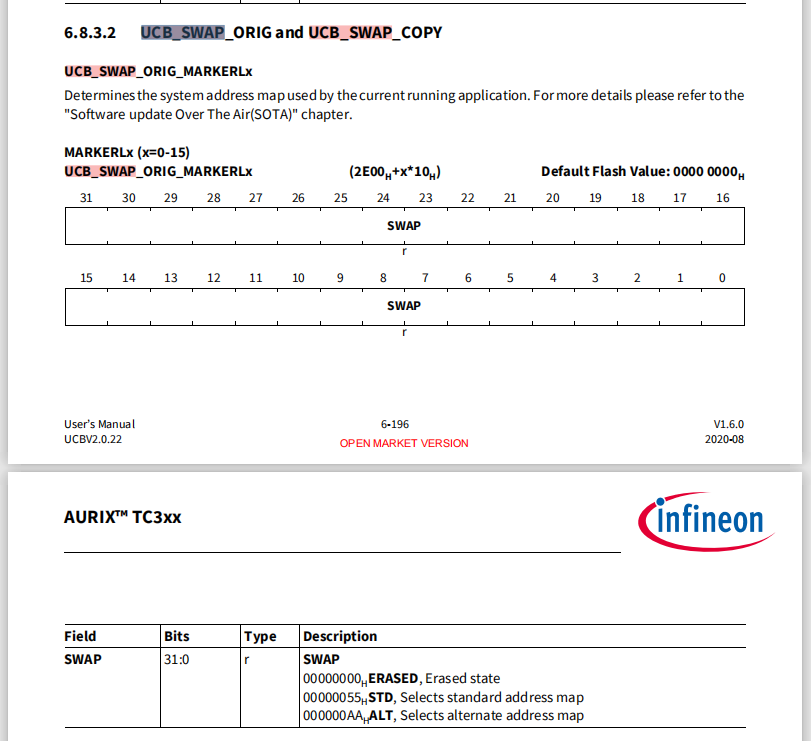 6.8.3.2 UCB_SWAP_ORIG and UCB_SWAP_COPY
UCB_SWAP_ORIG_MARKERLx
Determines the system address map used by the current running application. For more details please refer to the
"Software update Over The Air(SOTA)" chapter.
MARKERLx (x=0-15)
UCB_SWAP_ORIG_MARKERLx (2E00H+x*10H) Default Flash Value: 0000 0000H
31 30 29 28 27 26 25 24 23 22 21 20 19 18 17 16
SWAP
r
15 14 13 12 11 10 9 8 7 6 5 4 3 2 1 0
SWAP
r
User's Manual 6-196 V1.6.0
UCBV2.0.22 OPEN MARKET VERSION 2020-08
AURIX™ TC3xx infineon
Field Bits Type Description
SWAP 31:0 r SWAP
00000000H ERASED, Erased state
00000055H STD, Selects standard address map
000000AAH ALT, Selects alternate address map